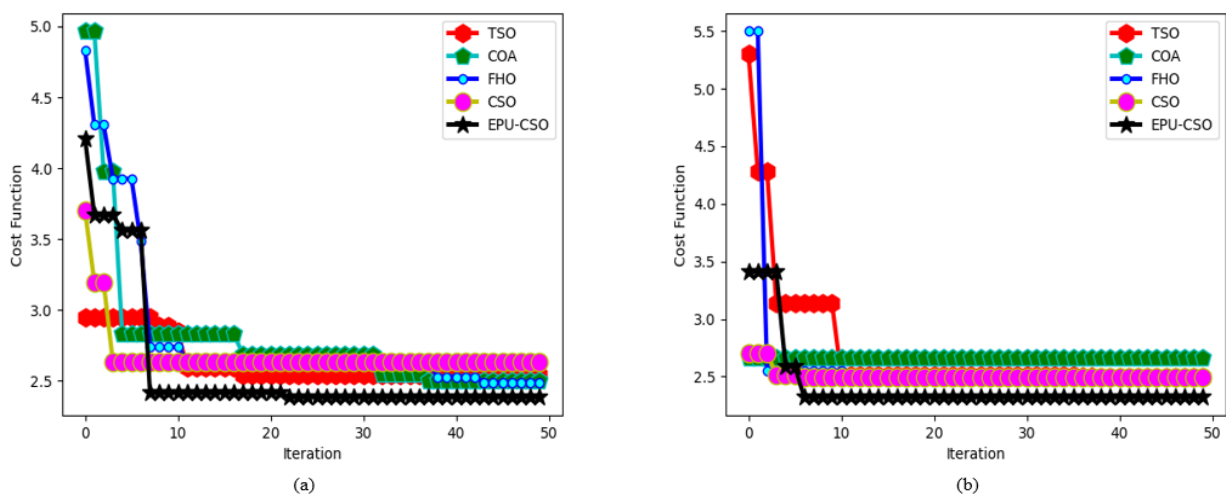 5.0
4.5
4.0
3.5
3.0
2.5
Cost Function
0
10
20
30
40
50
Iteration
TSO
COA
FHO
CSO
EPU-CSO
(a)
5.5
5.0
4.5
4.0
3.5
3.0
2.5
Cost Function
0
10
20
30
40
50
Iteration
TSO
COA
FHO
CSO
EPU-CSO
(b)